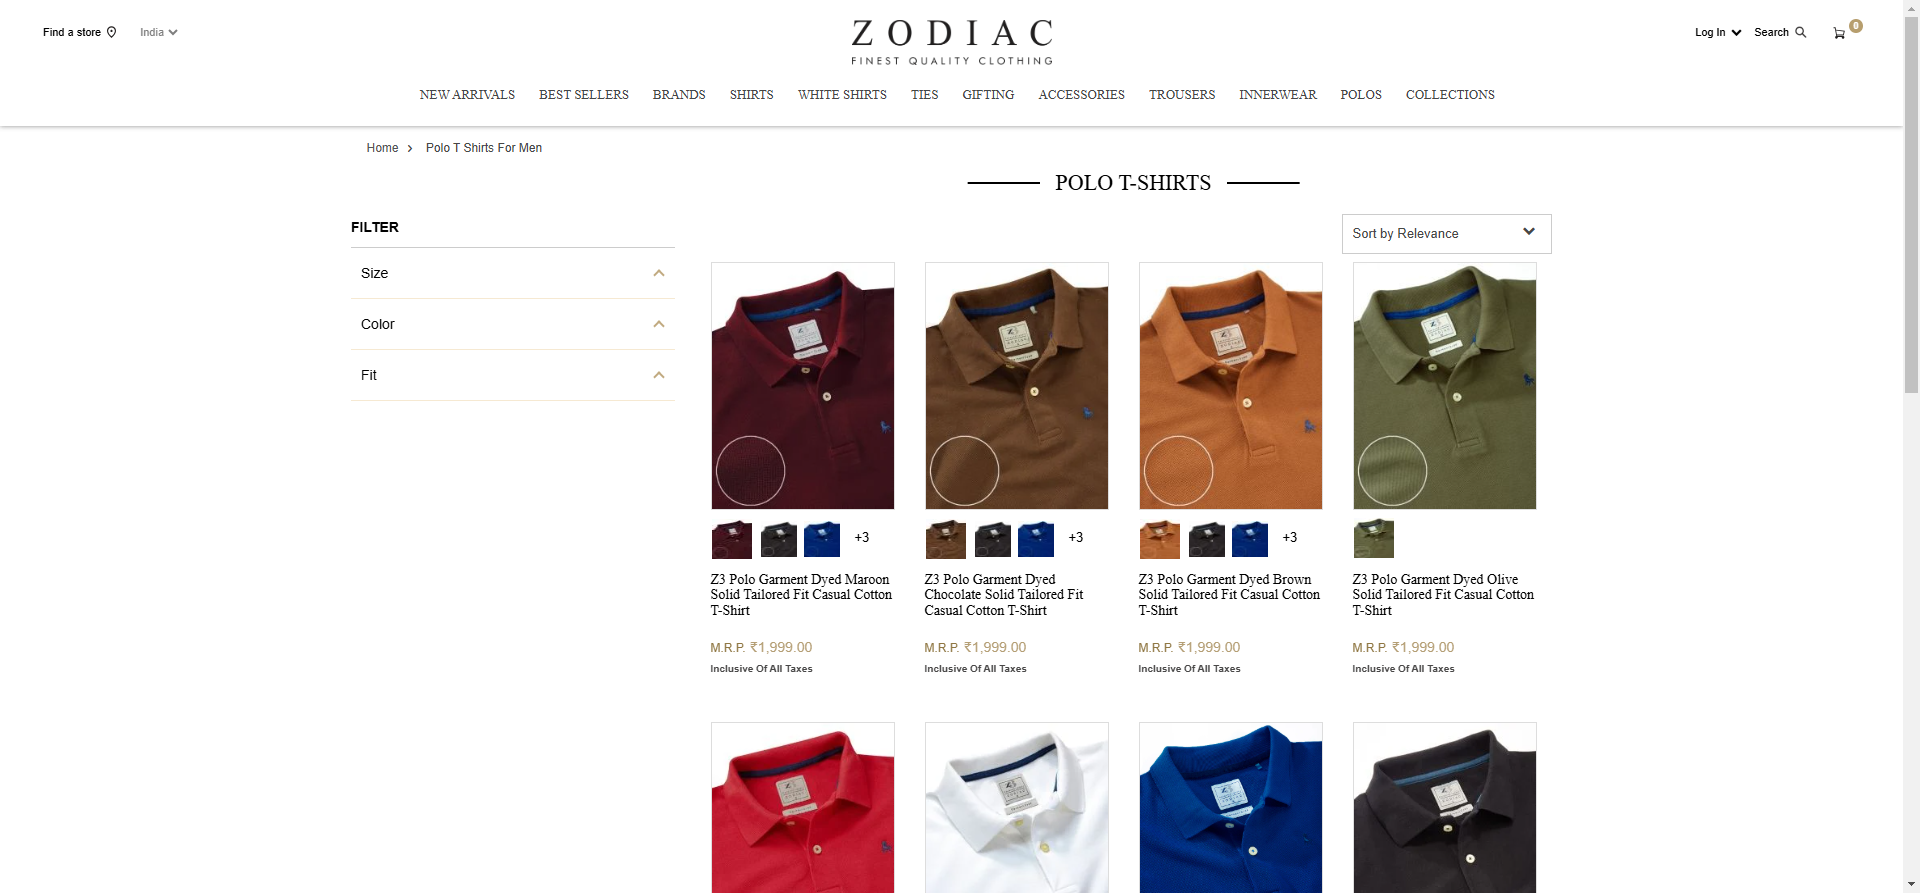 Find a store
India
ZODIAC
FINEST QUALITY CLOTHING
Log In
Search
0
NEW ARRIVALS
BEST SELLERS
BRANDS
SHIRTS
WHITE SHIRTS
TIES
GIFTING
ACCESSORIES
TROUSERS
INNERWEAR
POLOS
COLLECTIONS
Home
Polo T Shirts For Men
POLO T-SHIRTS
FILTER
Sort by Relevance
Size
Color
Fit
+3
+3
+3
Z3 Polo Garment Dyed Maroon
Solid Tailored Fit Casual Cotton
T-Shirt
M.R.P. ₹1,999.00
Inclusive Of All Taxes
Z3 Polo Garment Dyed
Chocolate Solid Tailored Fit
Casual Cotton T-Shirt
M.R.P. ₹1,999.00
Inclusive Of All Taxes
Z3 Polo Garment Dyed Brown
Solid Tailored Fit Casual Cotton
T-Shirt
M.R.P. ₹1,999.00
Inclusive Of All Taxes
Z3 Polo Garment Dyed Olive
Solid Tailored Fit Casual Cotton
T-Shirt
M.R.P. ₹1,999.00
Inclusive Of All Taxes